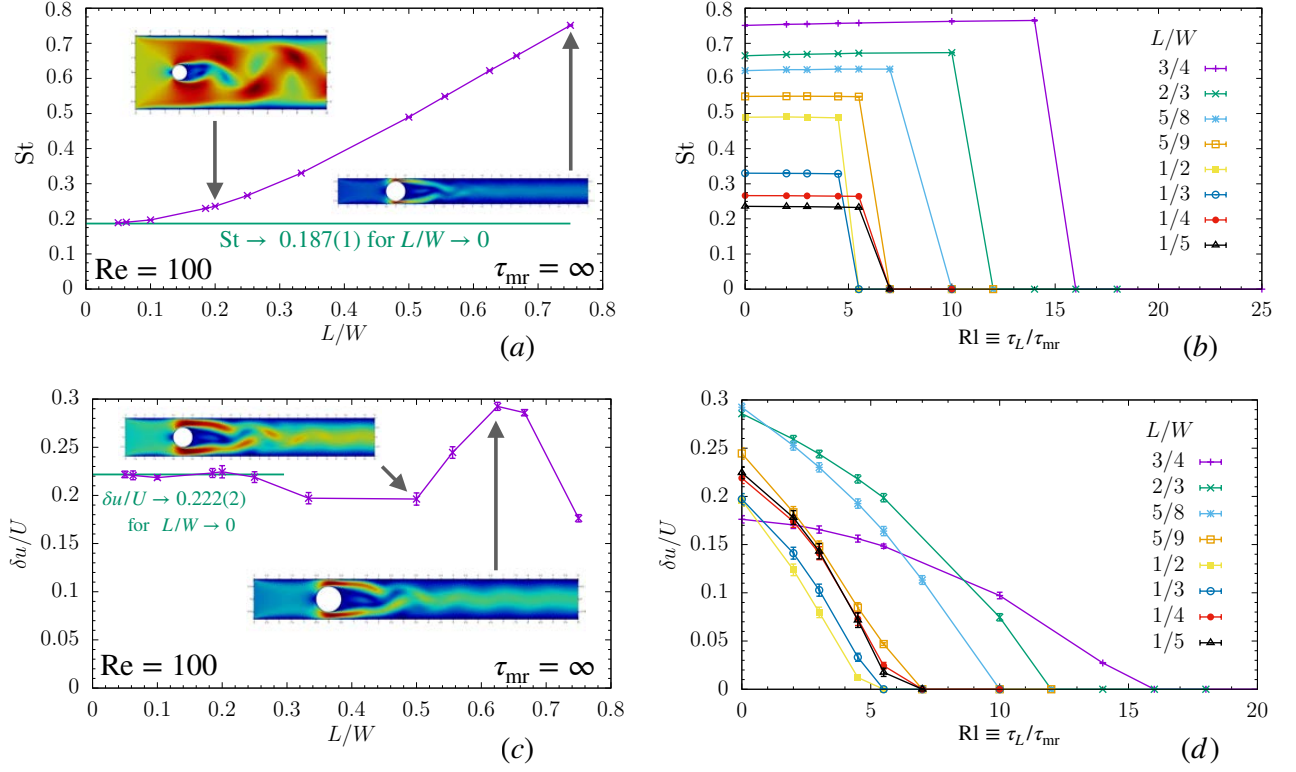 0.8
0.7
0.6
0.5
0.4
0.3
0.2
0.1
0
St
St → 0.187(1) for L/W → 0
Re = 100
τmr = ∞
0 0.1 0.2 0.3 0.4 0.5 0.6 0.7 0.8
L/W
(a)
0.8
0.7
0.6
0.5
0.4
0.3
0.2
0.1
0
St
L/W
3/4
2/3
5/8
5/9
1/2
1/3
1/4
1/5
0 5 10 15 20 25
Rl ≡ τL/τmr
(b)
0.3
0.25
0.2
0.15
0.1
0.05
0
δu/U
δu/U → 0.222(2)
for L/W → 0
Re = 100
τmr = ∞
0 0.1 0.2 0.3 0.4 0.5 0.6 0.7 0.8
L/W
(c)
0.3
0.25
0.2
0.15
0.1
0.05
0
δu/U
L/W
3/4
2/3
5/8
5/9
1/2
1/3
1/4
1/5
0 5 10 15 20
Rl ≡ τL/τmr
(d)